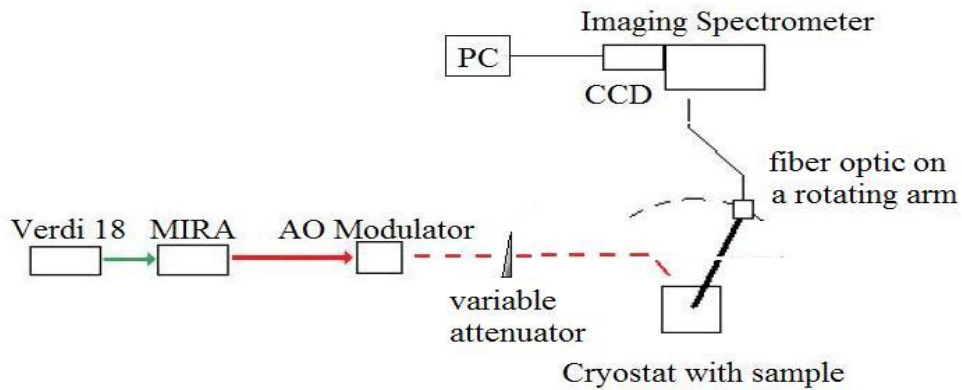 Imaging Spectrometer
PC
CCD
fiber optic on
a rotating arm
Verdi 18
MIRA
AO Modulator
variable
attenuator
Cryostat with sample